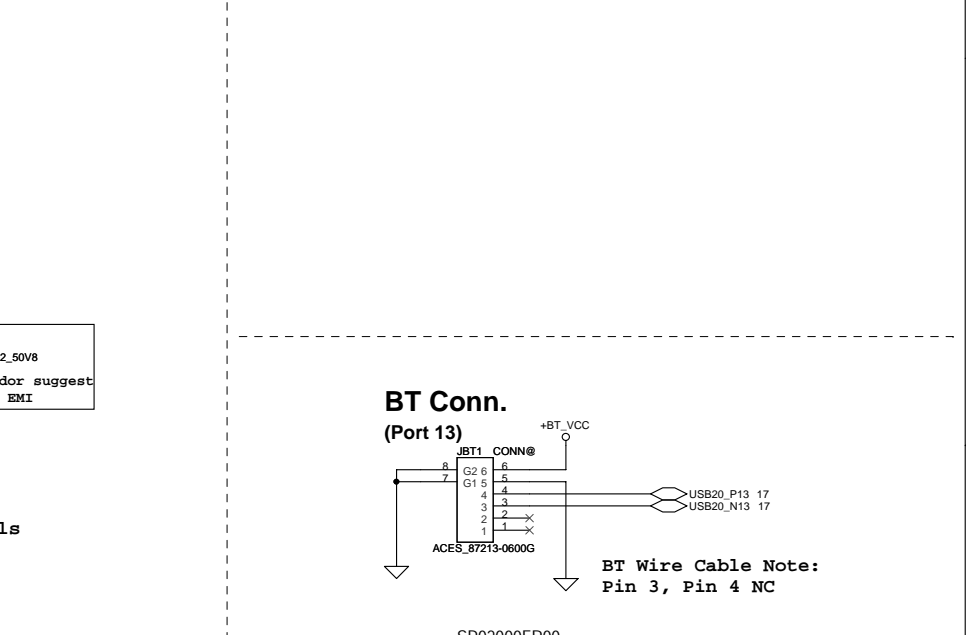 2_50V8
dor suggest
EMI
ls
BT Conn.
(Port 13)
+BT_VCC
JBT1 CONN@
8 G2 6 6
7 G1 5 5
4 4
3 3
2 2
1 1
USB20_P13 17
USB20_N13 17
ACES_87213-0600G
BT Wire Cable Note:
Pin 3, Pin 4 NC